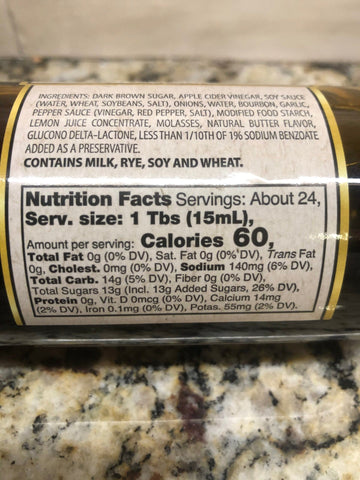 INGREDIENTS: DARK BROWN SUGAR, APPLE CIDER VINEGAR, SOY SAUCE
(WATER, WHEAT, SOYBEANS, SALT), ONIONS, WATER, BOURBON, GARLIC,
PEPPER SAUCE (VINEGAR, RED PEPPER, SALT), MODIFIED FOOD STARCH,
LEMON JUICE CONCENTRATE, MOLASSES, NATURAL BUTTER FLAVOR,
GLUCONO DELTA-LACTONE, LESS THAN 1/10TH OF 1% SODIUM BENZOATE
ADDED AS A PRESERVATIVE.
CONTAINS MILK, RYE, SOY AND WHEAT.
Nutrition Facts Servings: About 24,
Serv. size: 1 Tbs (15mL),
Amount per serving: Calories 60,
Total Fat 0g (0% DV), Sat. Fat 0g (0% DV), Trans Fat
0g, Cholest. 0mg (0% DV), Sodium 140mg (6% DV),
Total Carb. 14g (5% DV), Fiber 0g (0% DV),
Total Sugars 13g (Incl. 13g Added Sugars, 26% DV),
Protein 0g, Vit. D 0mcg (0% DV), Calcium 14mg
(2% DV), Iron 0.1mg (0% DV), Potas. 55mg (2% DV).